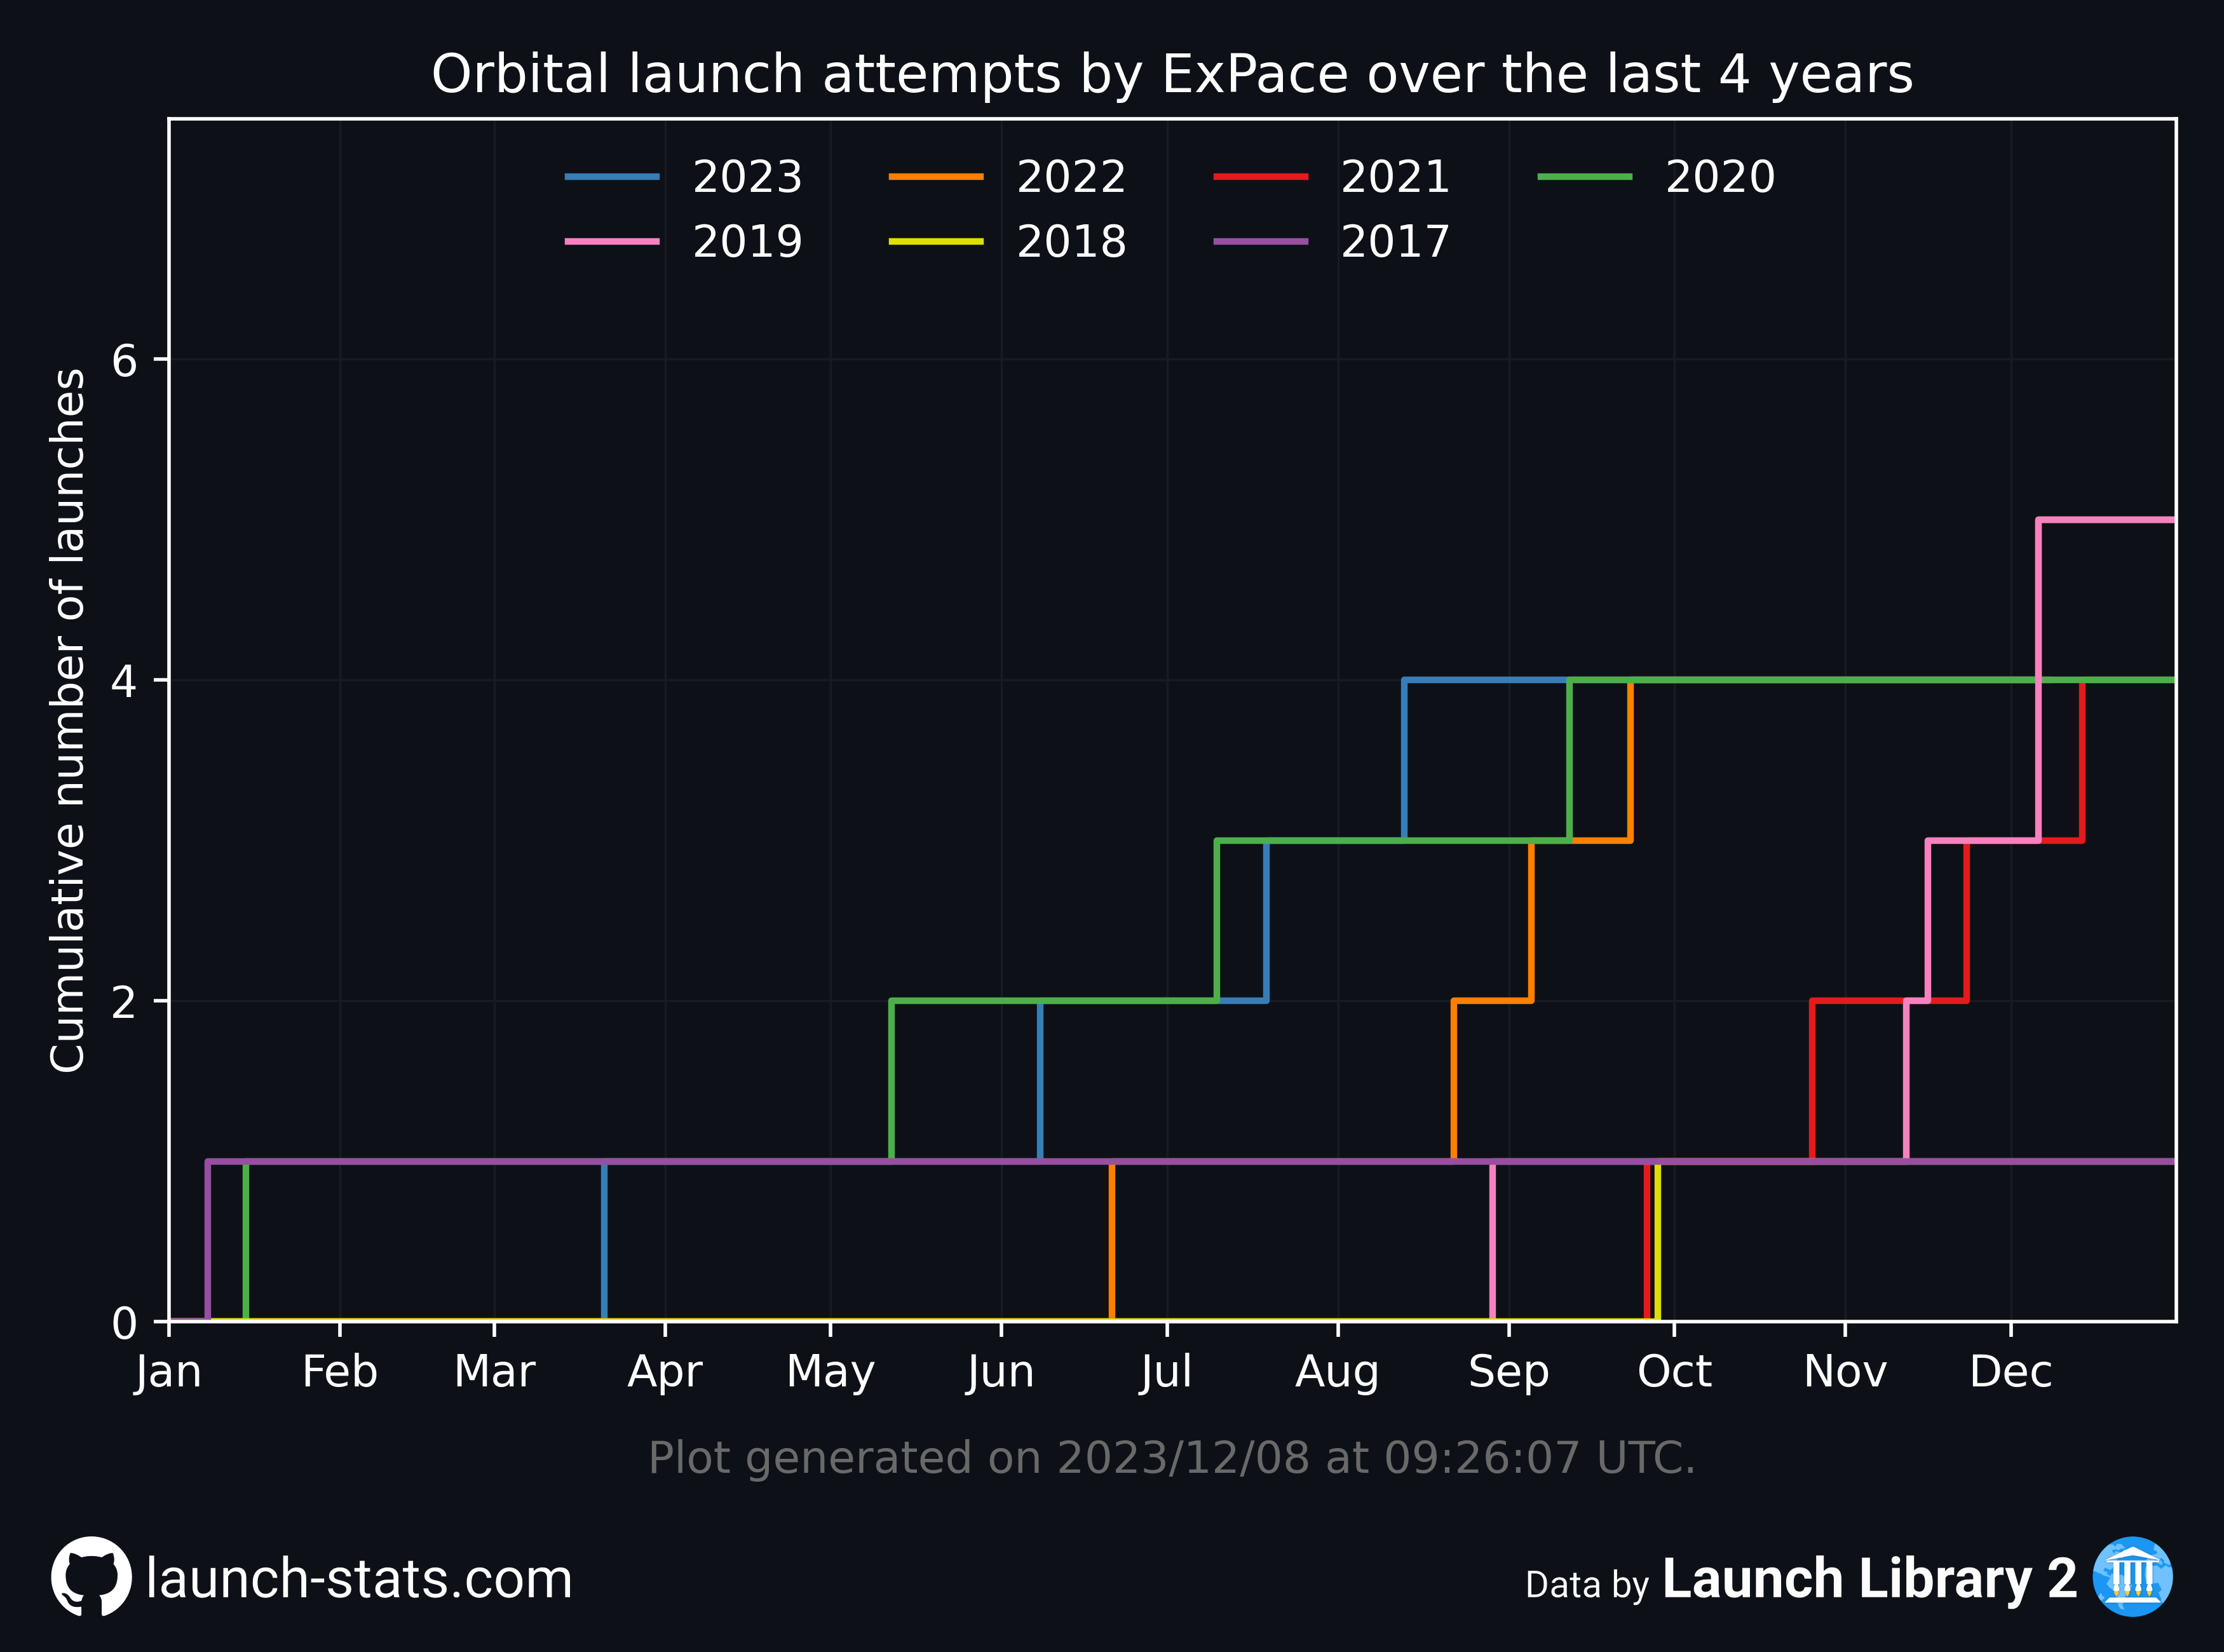 Orbital launch attempts by ExPace over the last 4 years
2023 2022 2021 2020
2019 2018 2017
Cumulative number of launches
6
4
2
0
Jan Feb Mar Apr May Jun Jul Aug Sep Oct Nov Dec
Plot generated on 2023/12/08 at 09:26:07 UTC.
launch-stats.com
Data by Launch Library 2